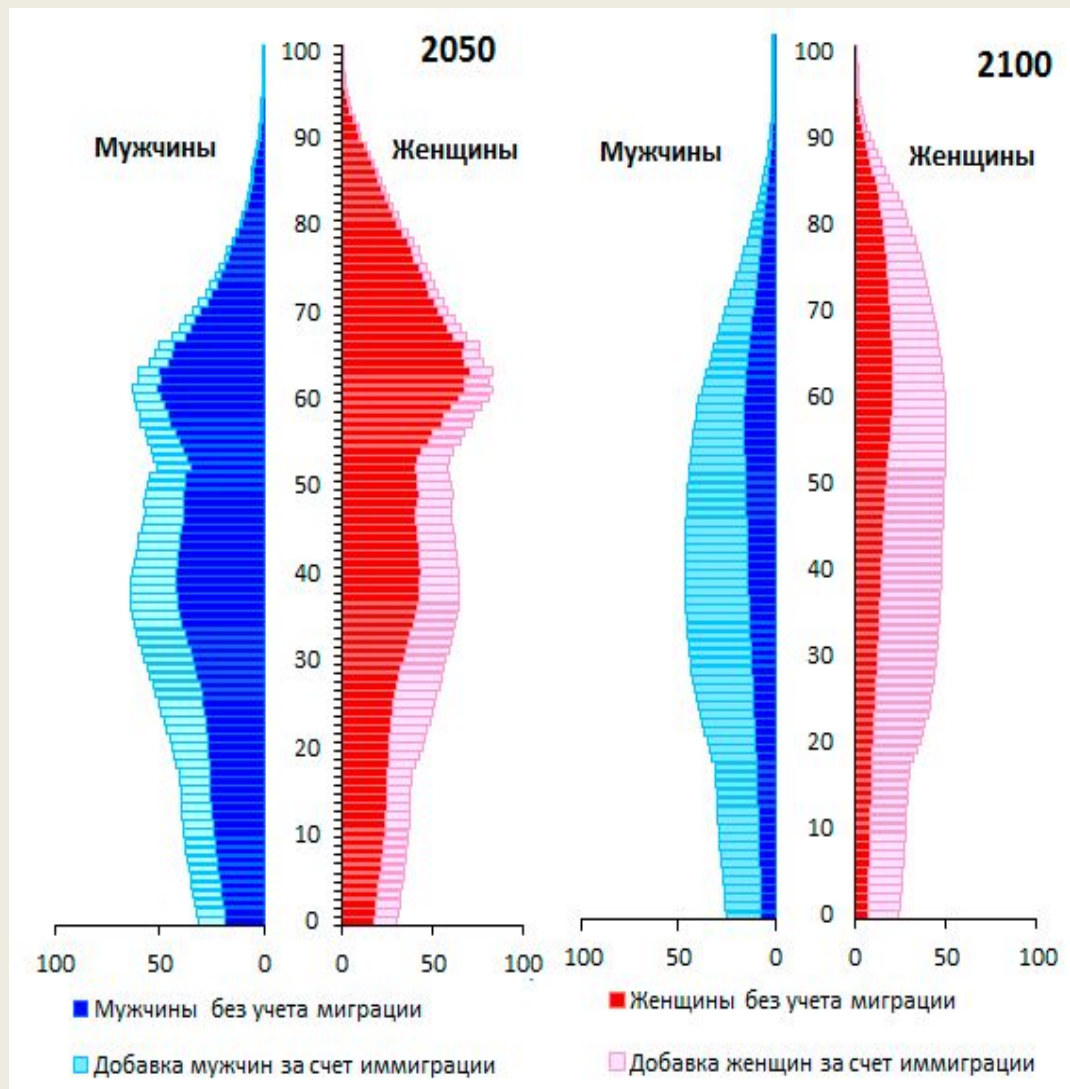 2050
2100
Мужчины
Женщины
Мужчины
Женщины
100
90
80
70
60
50
40
30
20
10
0
100
90
80
70
60
50
40
30
20
10
0
100 50 0
0 50 100
100 50 0
0 50 100
Мужчины без учета миграции
Женщины без учета миграции
Добавка мужчин за счет иммиграции
Добавка женщин за счет иммиграции